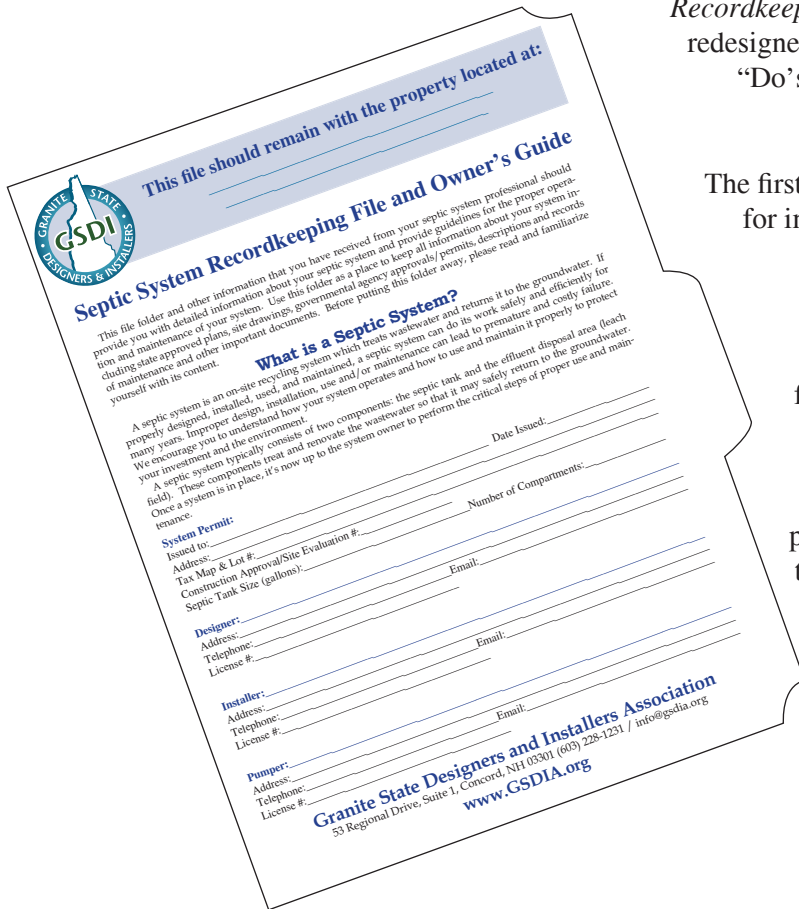 Recordkeep
redesigne
“Do’s
The first
for in
f
p
t
This file should remain with the property located at:
GRANITE STATE
GSDI
DESIGNERS & INSTALLERS
Septic System Recordkeeping File and Owner’s Guide
This file folder and other information that you have received from your septic system professional should
provide you with detailed information about your septic system and provide guidelines for the proper opera-
tion and maintenance of your system. Use this folder as a place to keep all information about your system in-
cluding state approved plans, site drawings, governmental agency approvals/permits, descriptions and records
of maintenance and other important documents. Before putting this folder away, please read and familiarize
yourself with its content.
What is a Septic System?
A septic system is an on-site recycling system which treats wastewater and returns it to the groundwater. If
properly designed, installed, used, and maintained, a septic system can do its work safely and efficiently for
many years. Improper design, installation, use and/or maintenance can lead to premature and costly failure.
We encourage you to understand how your system operates and how to use and maintain it properly to protect
your investment and the environment.
A septic system typically consists of two components: the septic tank and the effluent disposal area (leach
field). These components treat and renovate the wastewater so that it may safely return to the groundwater.
Once a system is in place, it’s now up to the system owner to perform the critical steps of proper use and main-
tenance.
System Permit:
Issued to: Date Issued:
Address:
Tax Map & Lot #:
Construction Approval/Site Evaluation #:
Septic Tank Size (gallons): Number of Compartments:
Designer:
Address:
Telephone: Email:
License #:
Installer:
Address:
Telephone: Email:
License #:
Pumper:
Address:
Telephone: Email:
License #:
Granite State Designers and Installers Association
53 Regional Drive, Suite 1, Concord, NH 03301 (603) 228-1231 / info@gsdia.org
www.GSDIA.org